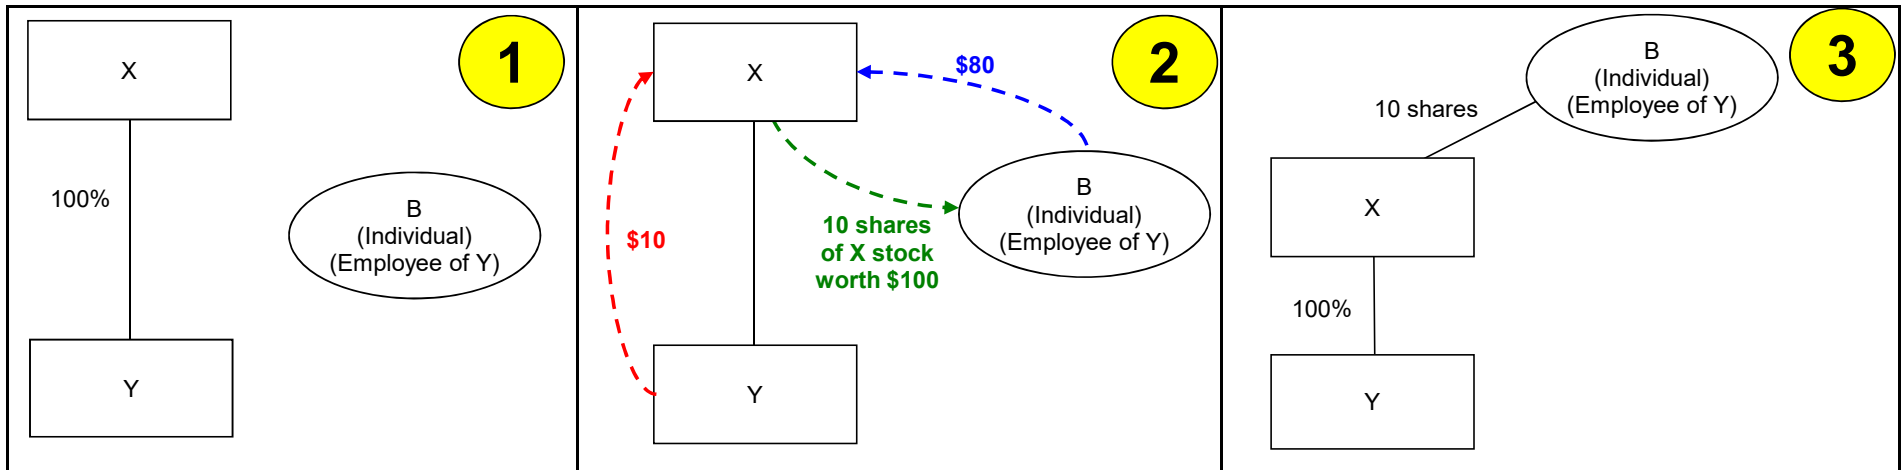 1
X
100%
B
(Individual)
(Employee of Y)
Y
2
X
$80
$10
10 shares
of X stock
worth $100
B
(Individual)
(Employee of Y)
Y
3
B
(Individual)
(Employee of Y)
10 shares
X
100%
Y